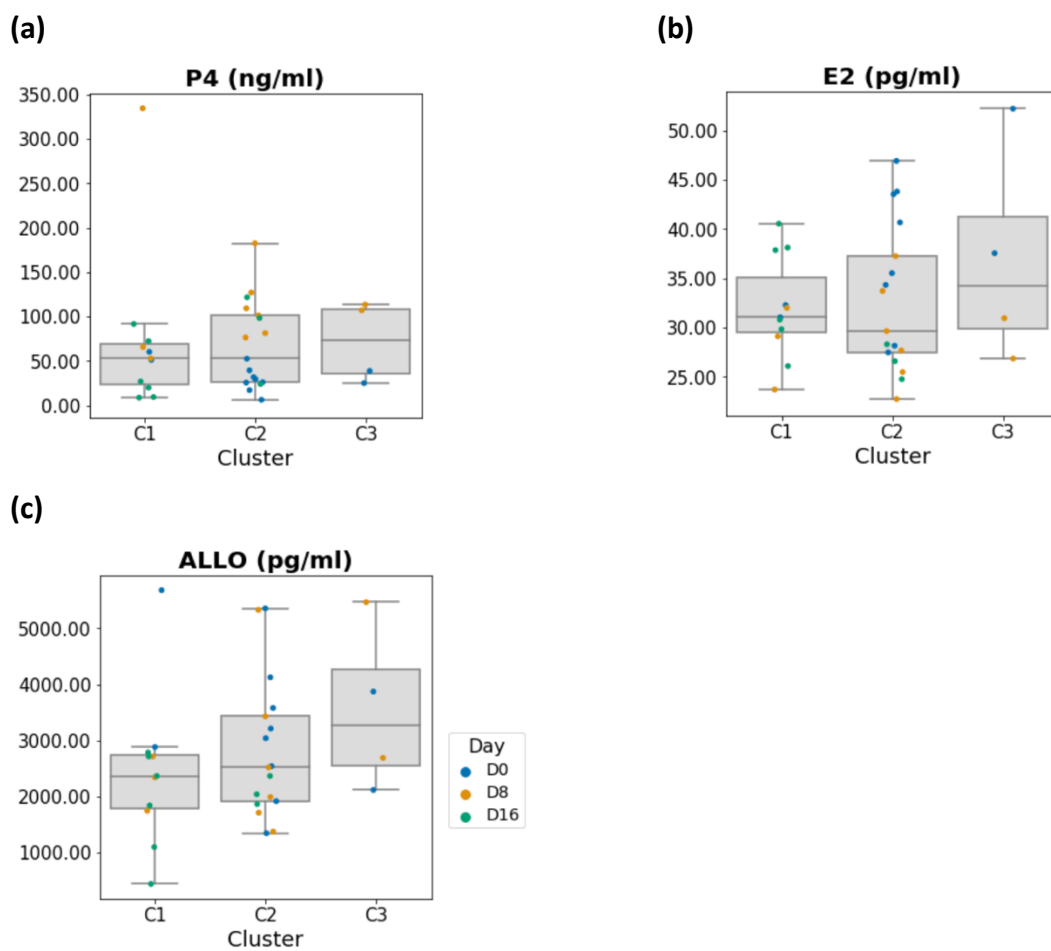 (a)
P4 (ng/ml)
350.00
300.00
250.00
200.00
150.00
100.00
50.00
0.00
C1 C2 C3
Cluster
(b)
E2 (pg/ml)
50.00
45.00
40.00
35.00
30.00
25.00
C1 C2 C3
Cluster
(c)
ALLO (pg/ml)
5000.00
4000.00
3000.00
2000.00
1000.00
C1 C2 C3
Cluster
Day
D0
D8
D16